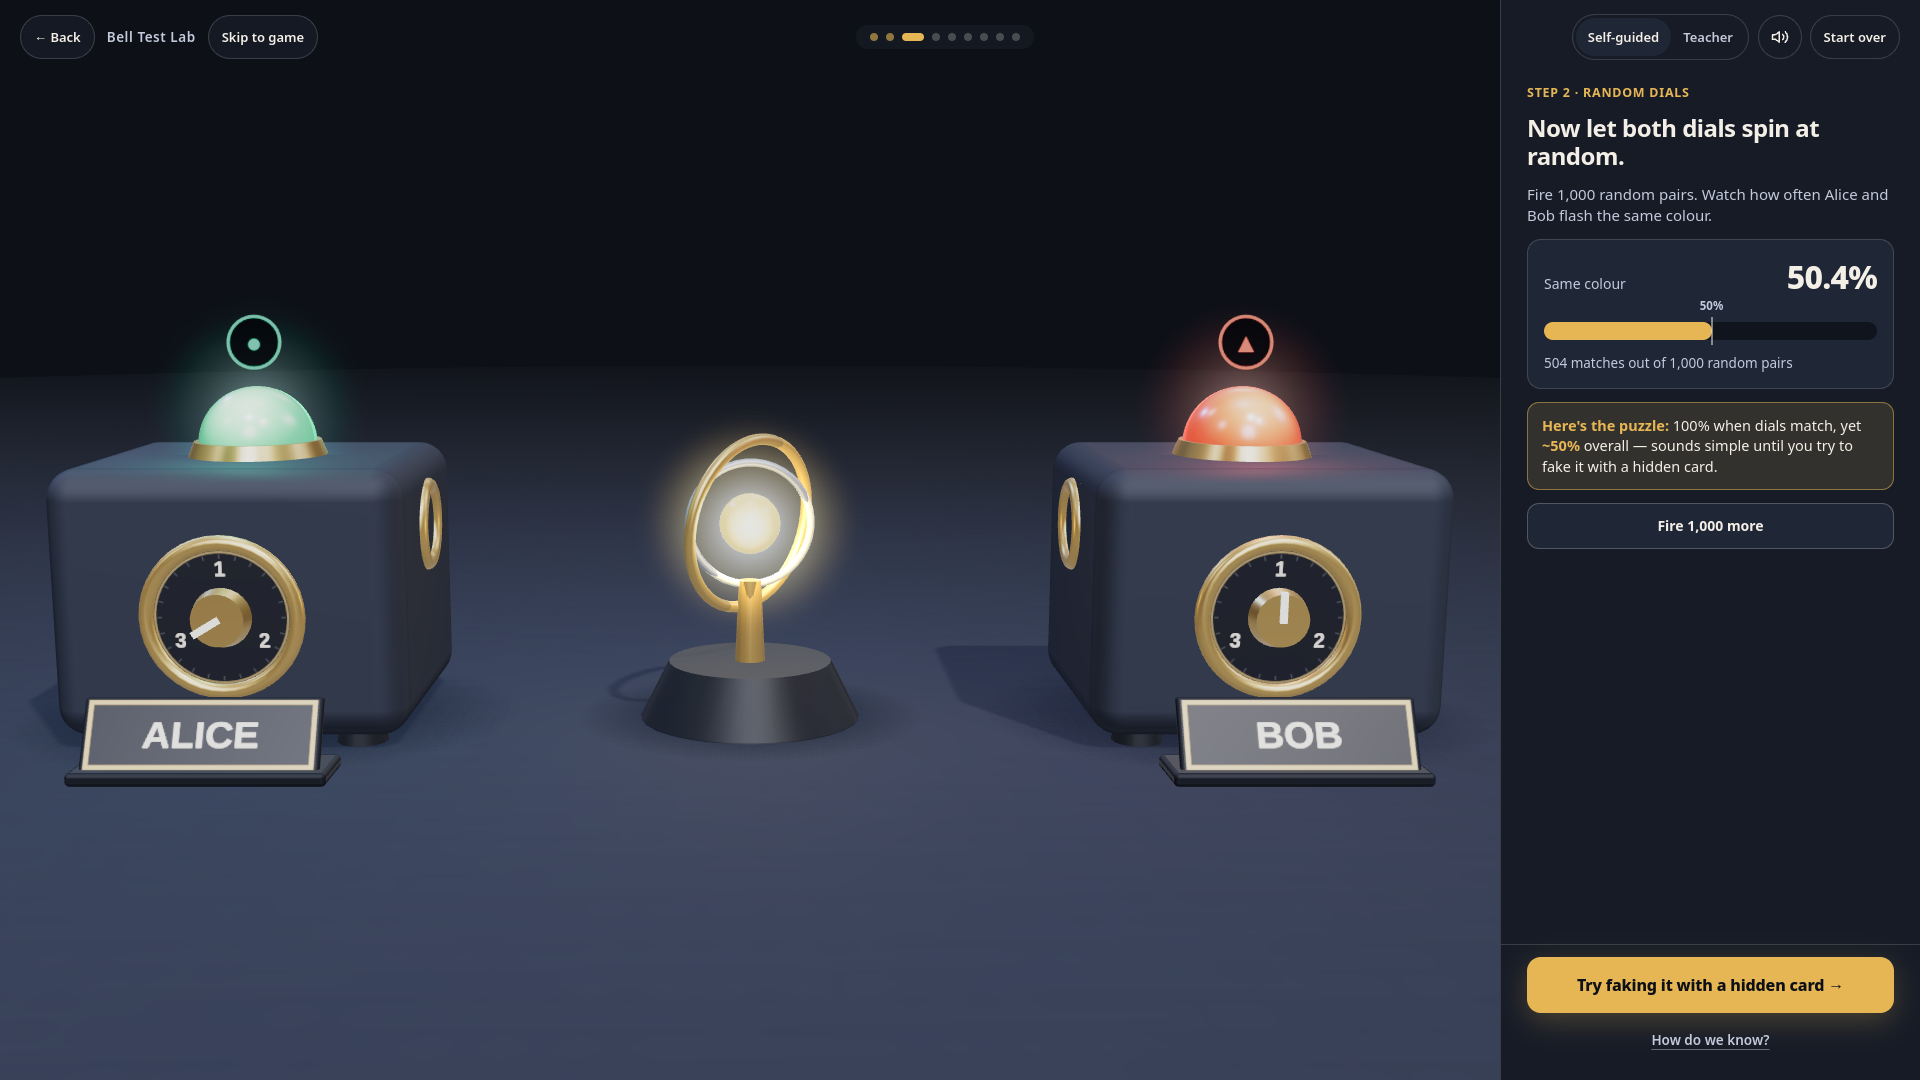 ← Back
Bell Test Lab
Skip to game
Self-guided
Teacher
Start over
STEP 2 · RANDOM DIALS
Now let both dials spin at
random.
Fire 1,000 random pairs. Watch how often Alice and
Bob flash the same colour.
Same colour
50.4%
50%
504 matches out of 1,000 random pairs
Here's the puzzle: 100% when dials match, yet
~50% overall — sounds simple until you try to
fake it with a hidden card.
Fire 1,000 more
1
3
2
ALICE
1
3
2
BOB
Try faking it with a hidden card →
How do we know?